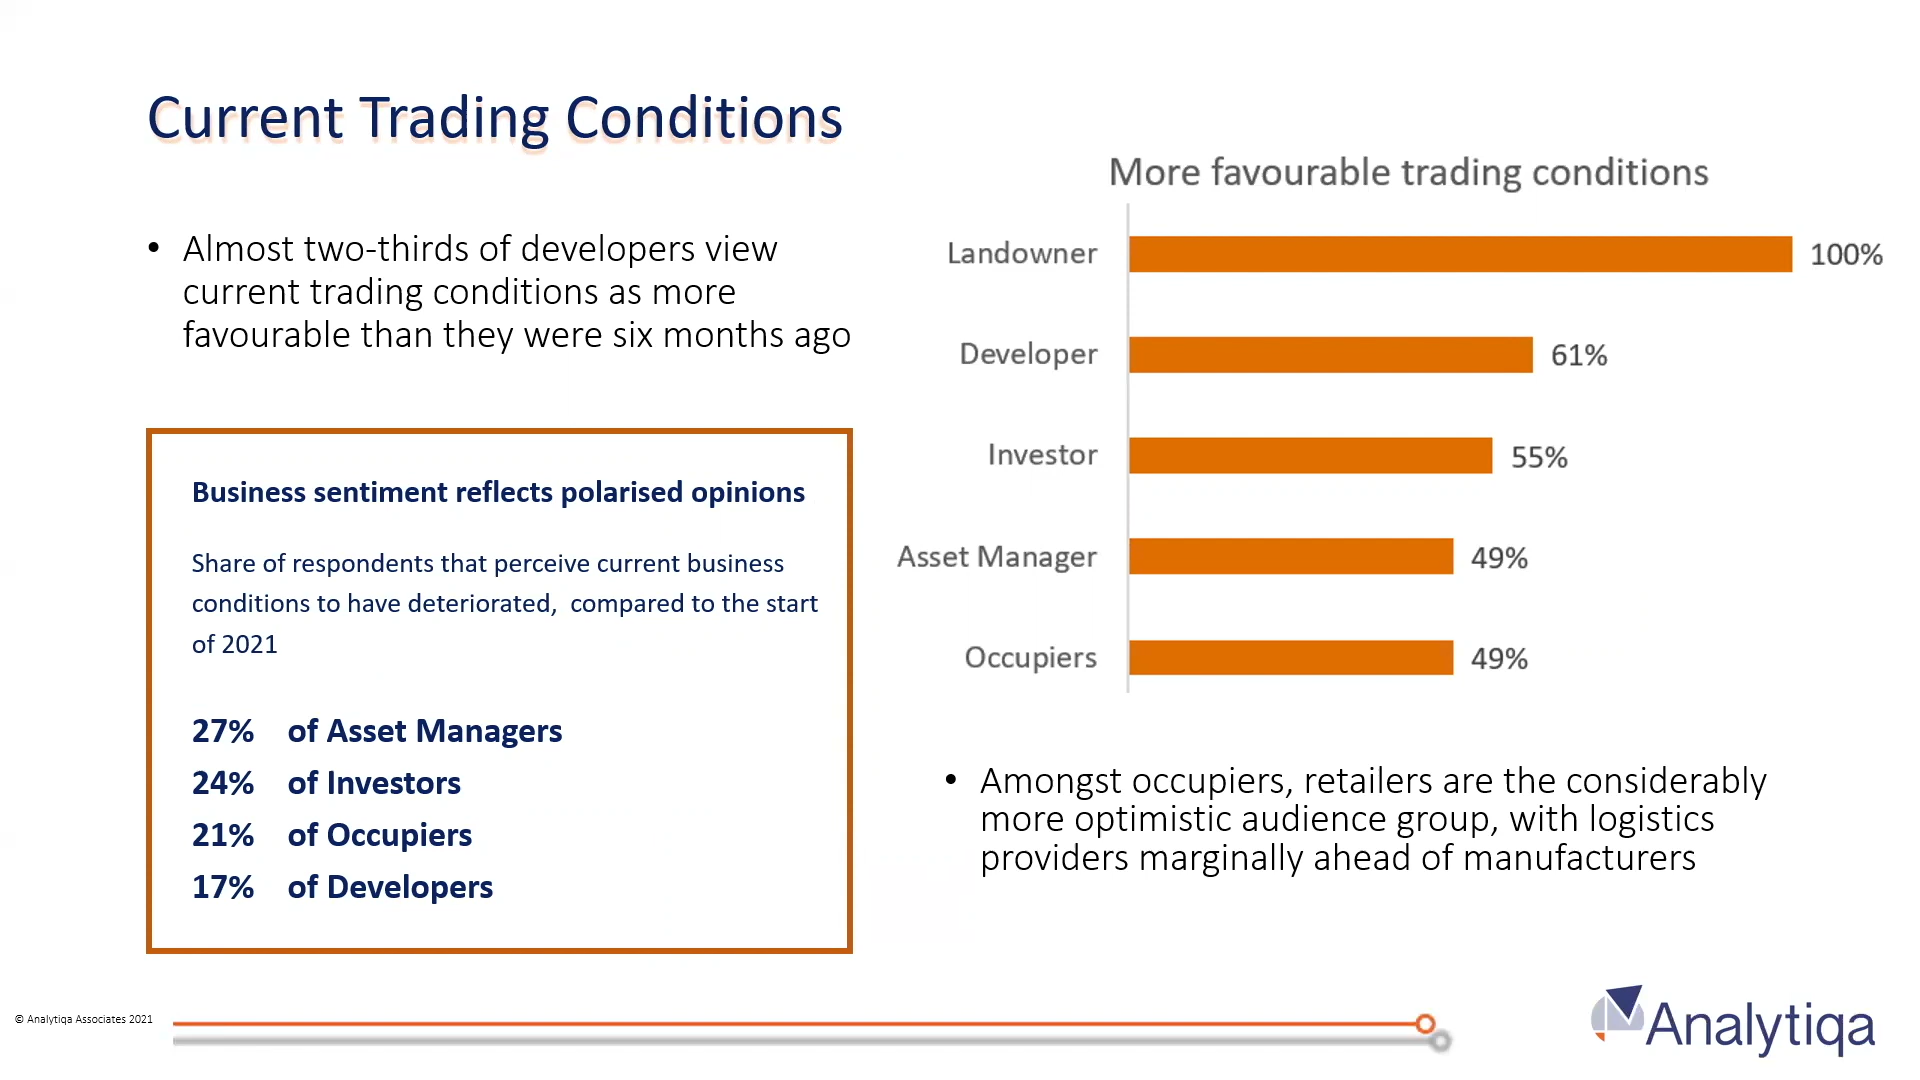 Current Trading Conditions
• Almost two-thirds of developers view
current trading conditions as more
favourable than they were six months ago
Business sentiment reflects polarised opinions
Share of respondents that perceive current business
conditions to have deteriorated, compared to the start
of 2021
27% of Asset Managers
24% of Investors
21% of Occupiers
17% of Developers
More favourable trading conditions
Landowner 100%
Developer 61%
Investor 55%
Asset Manager 49%
Occupiers 49%
• Amongst occupiers, retailers are the considerably
more optimistic audience group, with logistics
providers marginally ahead of manufacturers
© Analytiqa Associates 2021
Analytiqa